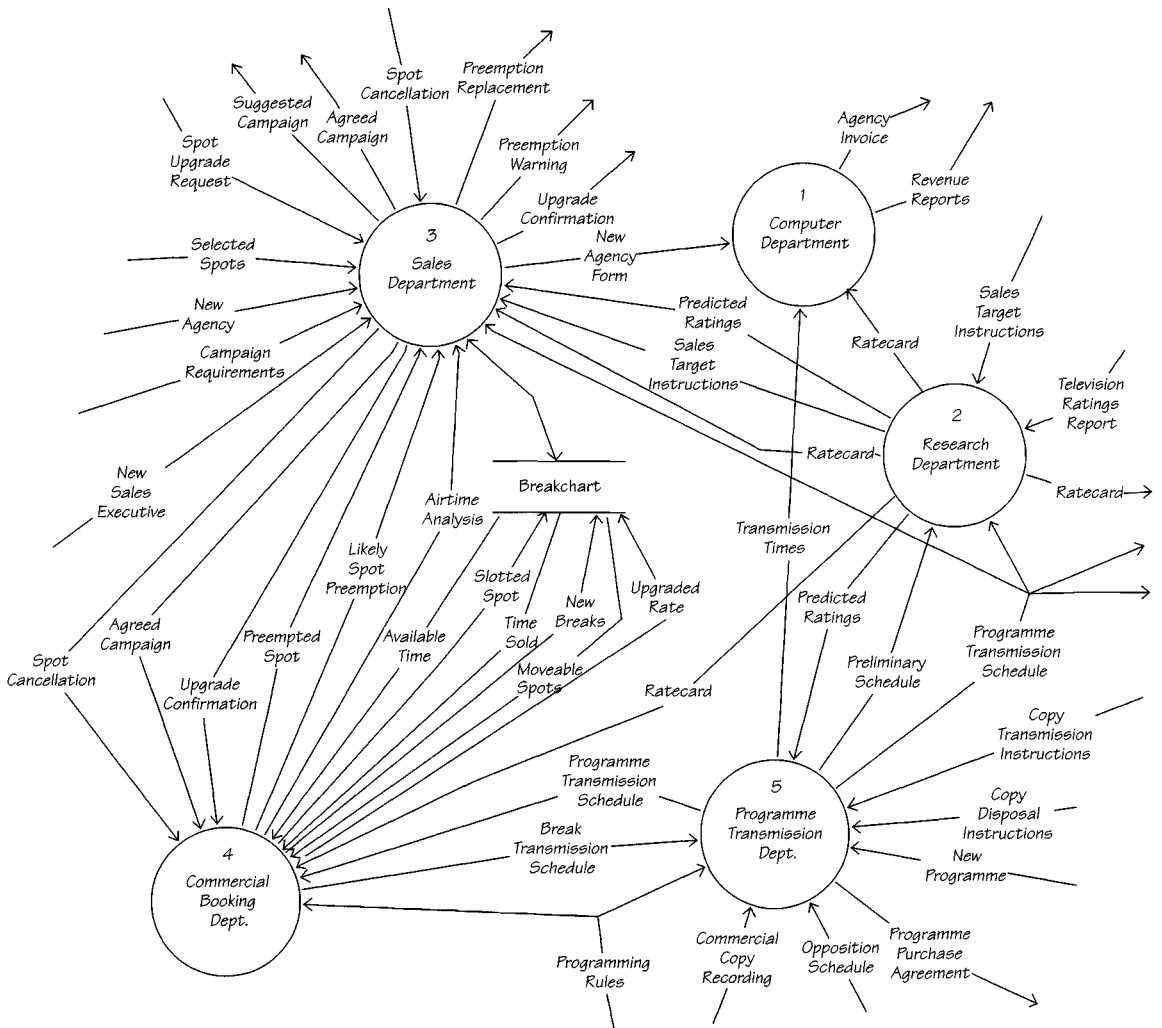 Spot
Cancellation
Preemption
Replacement
Suggested
Campaign
Agreed
Campaign
Agency
Invoice
Spot
Upgrade
Request
Preemption
Warning
Revenue
Reports
1
Computer
Department
Upgrade
Confirmation
3
Sales
Department
Selected
Spots
New
Agency
Form
New
Agency
Predicted
Ratings
Sales
Target
Instructions
Ratecard
Campaign
Requirements
Sales
Target
Instructions
Television
Ratings
Report
2
Research
Department
Ratecard
Ratecard
New
Sales
Executive
Airtime
Analysis
Breakchart
Transmission
Times
Likely
Spot
Preemption
Slotted
Spot
New
Breaks
Upgraded
Rate
Predicted
Ratings
Agreed
Campaign
Preempted
Spot
Available
Time
Time
Sold
Programme
Transmission
Schedule
Spot
Cancellation
Upgrade
Confirmation
Moveable
Spots
Ratecard
Preliminary
Schedule
Copy
Transmission
Instructions
Programme
Transmission
Schedule
5
Programme
Transmission
Dept.
Copy
Disposal
Instructions
Break
Transmission
Schedule
New
Programme
4
Commercial
Booking
Dept.
Programming
Rules
Commercial
Copy
Recording
Opposition
Schedule
Programme
Purchase
Agreement